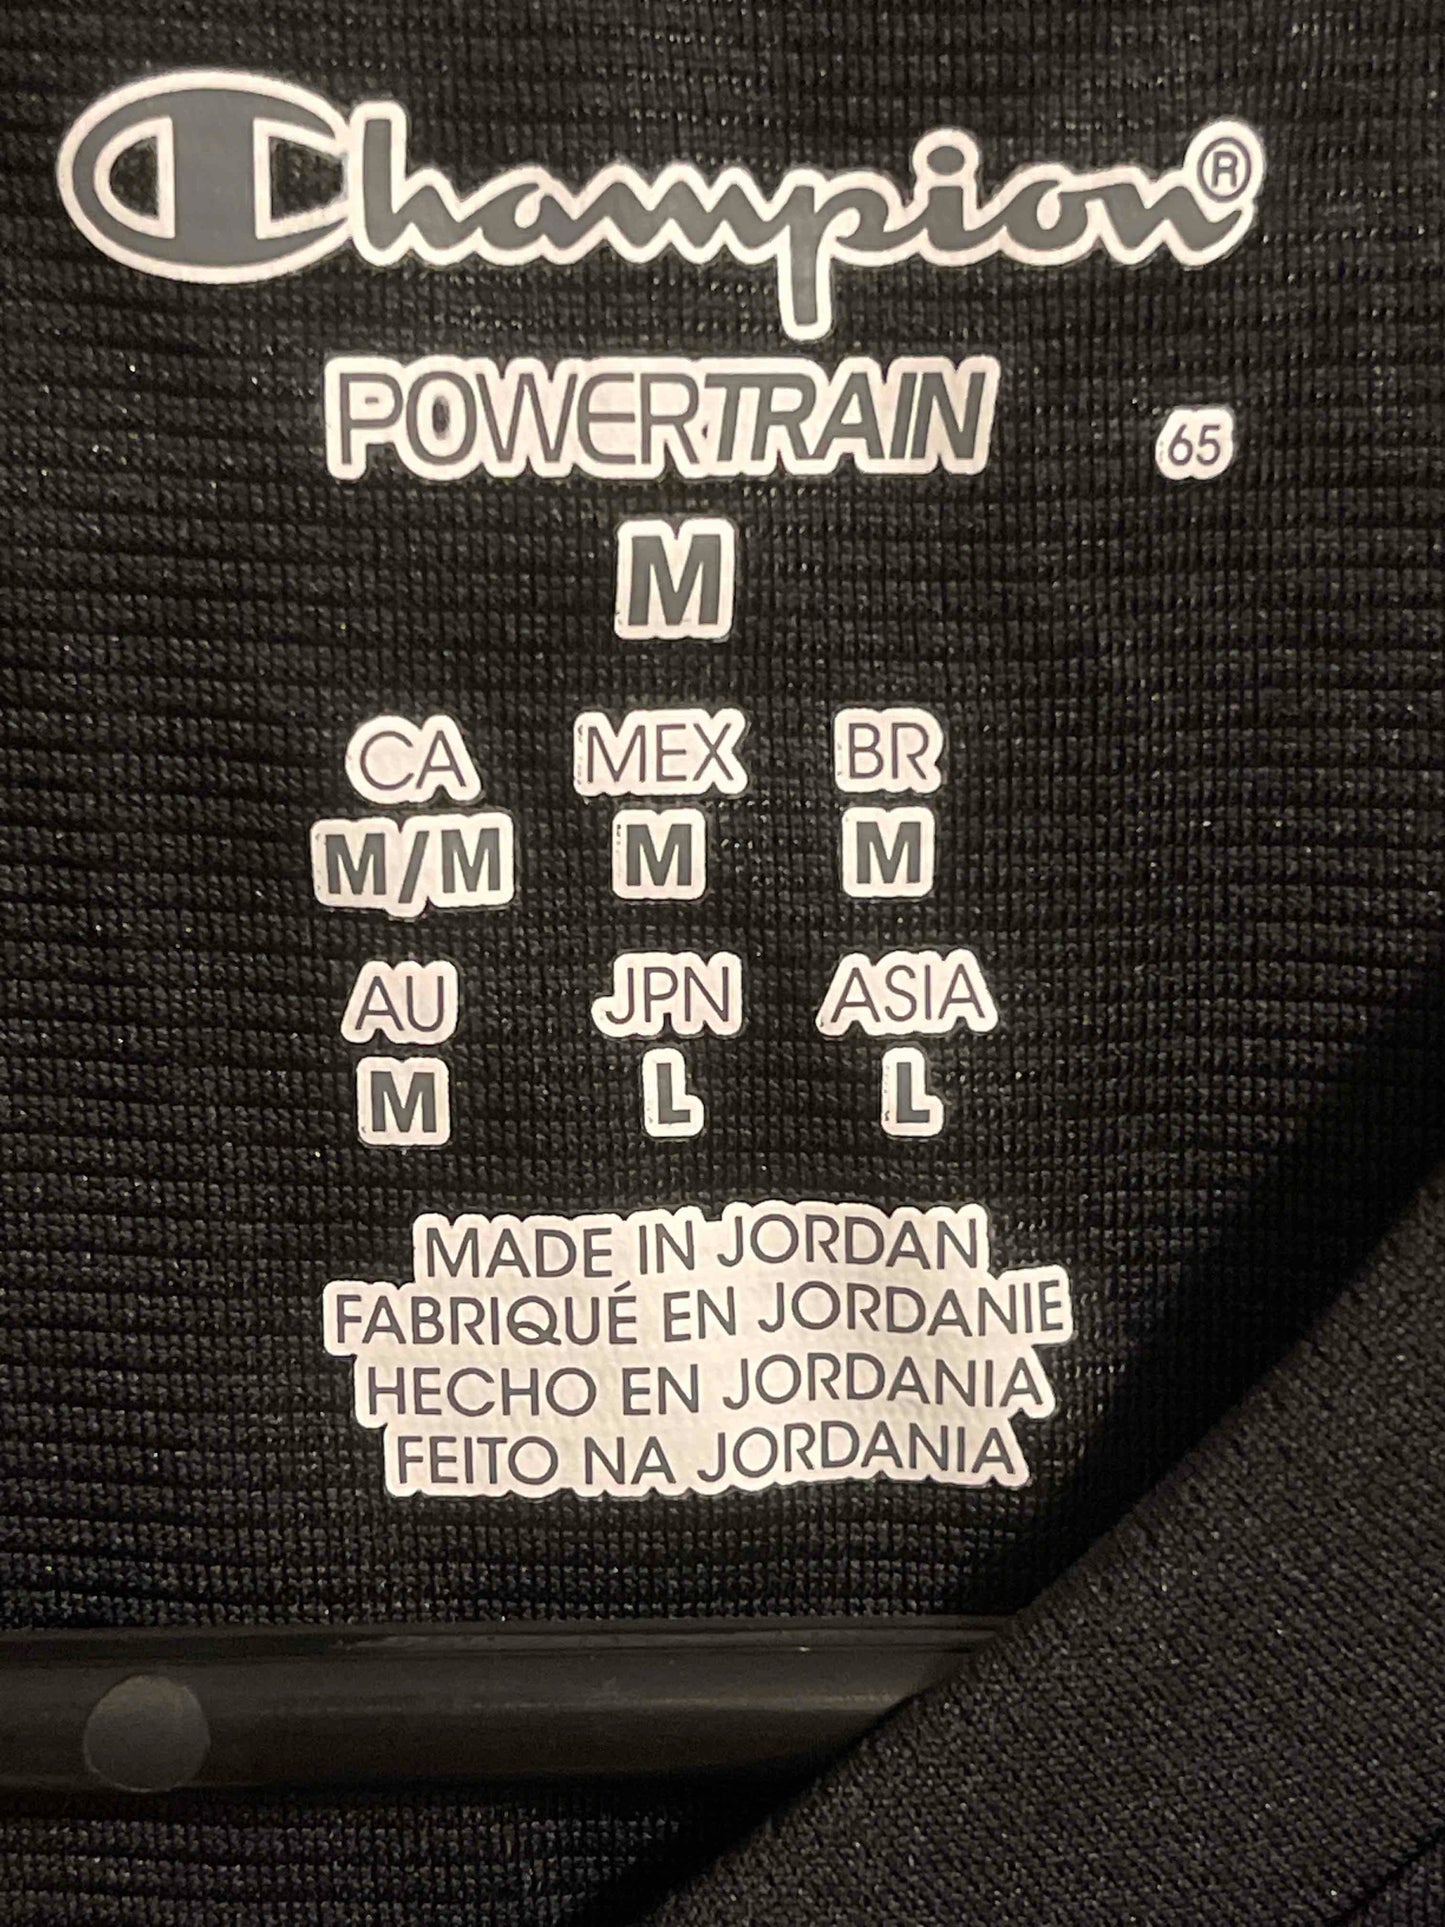 Champion®
POWERTRAIN 65
M
CA MEX BR
M/M M M
AU JPN ASIA
M L L
MADE IN JORDAN
FABRIQUÉ EN JORDANIE
HECHO EN JORDANIA
FEITO NA JORDANIA